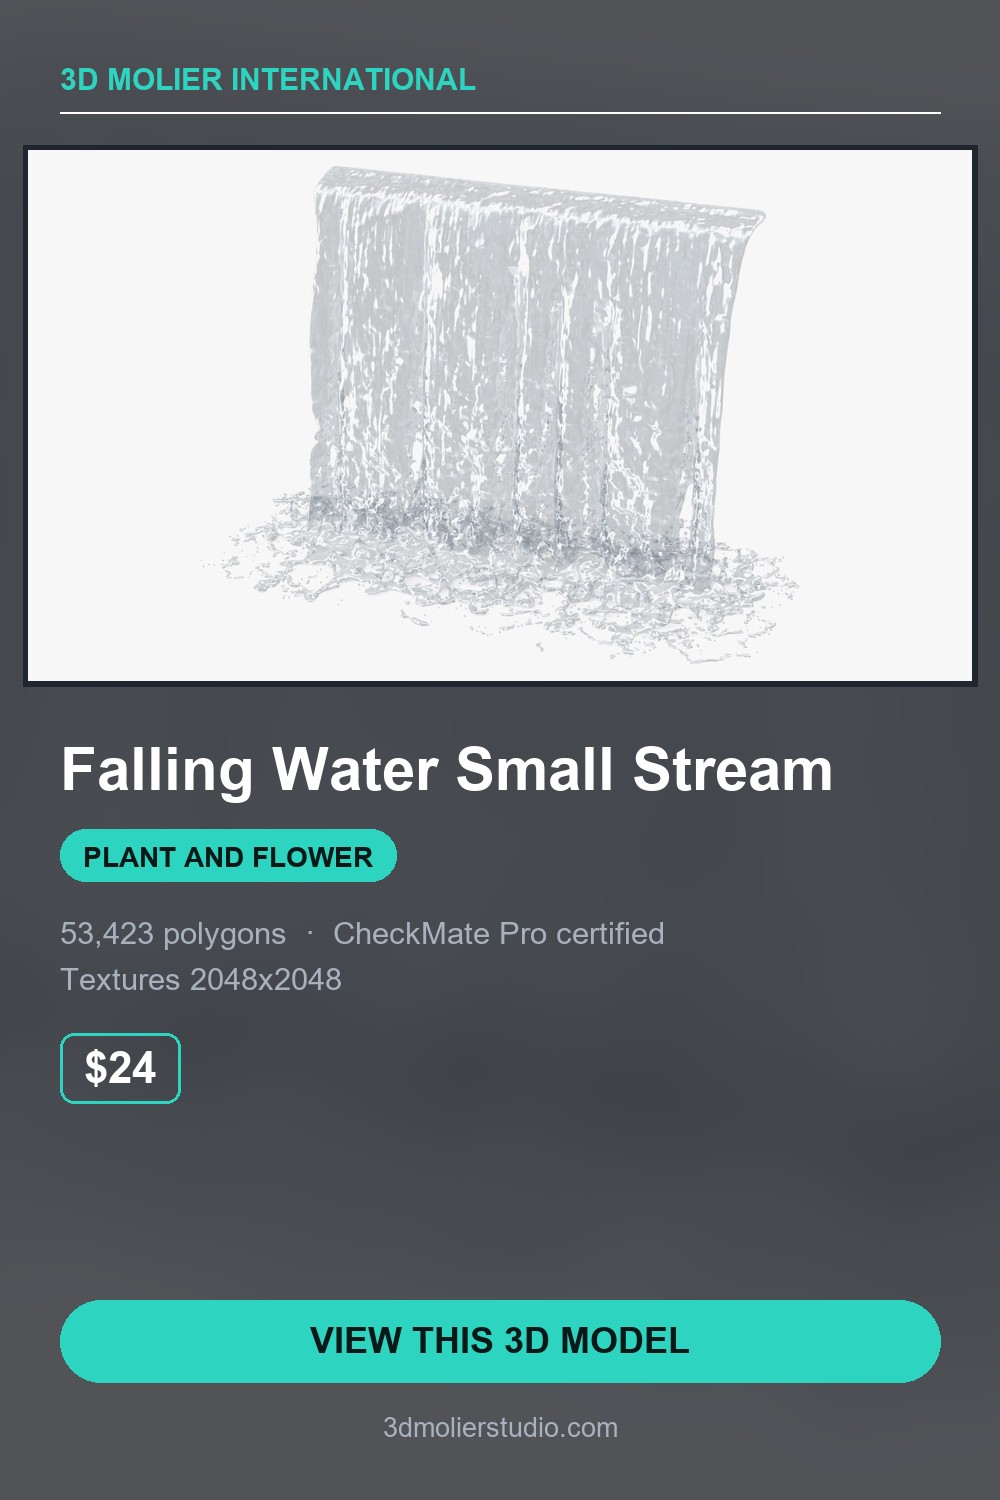 3D MOLIER INTERNATIONAL
Falling Water Small Stream
PLANT AND FLOWER
53,423 polygons · CheckMate Pro certified
Textures 2048x2048
$24
VIEW THIS 3D MODEL
3dmolierstudio.com